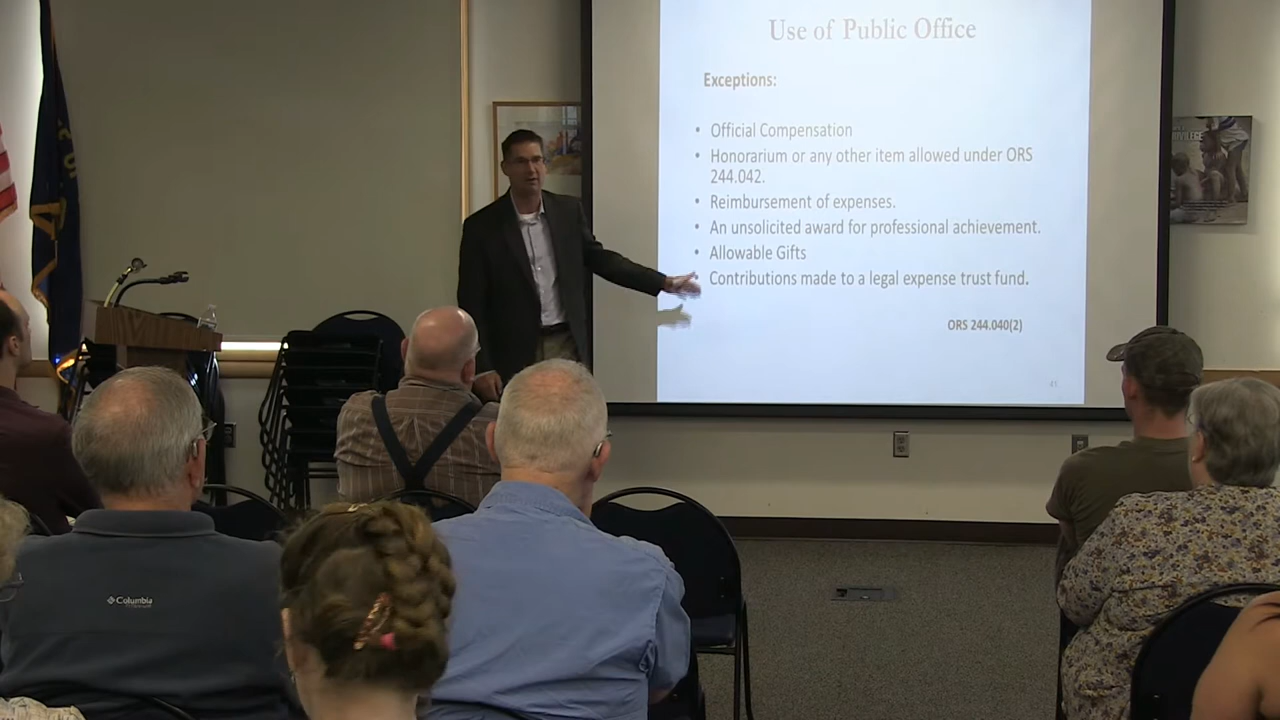 Use of Public Office
Exceptions:
• Official Compensation
• Honorarium or any other item allowed under ORS
244.042.
• Reimbursement of expenses.
• An unsolicited award for professional achievement.
• Allowable Gifts
Contributions made to a legal expense trust fund.
ORS 244.040(2)
41
Columbia